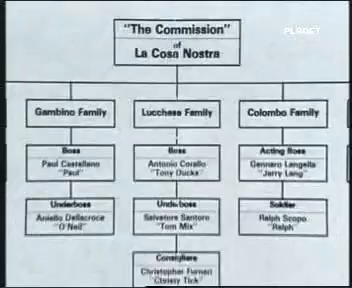 "The Commission"
of
La Cosa Nostra
PLANET
Gambino Family
Lucchese Family
Colombo Family
Boss
Paul Castellano
"Paul"
Boss
Antonio Corallo
"Tony Ducks"
Acting Boss
Gennaro Langella
"Jerry Lang"
Underboss
Aniello Dellacroce
"O'Neil"
Underboss
Salvatore Santoro
"Tom Mix"
Soldier
Ralph Scopo
"Ralph"
Consigliere
Christopher Furnari
"Christy Tick"